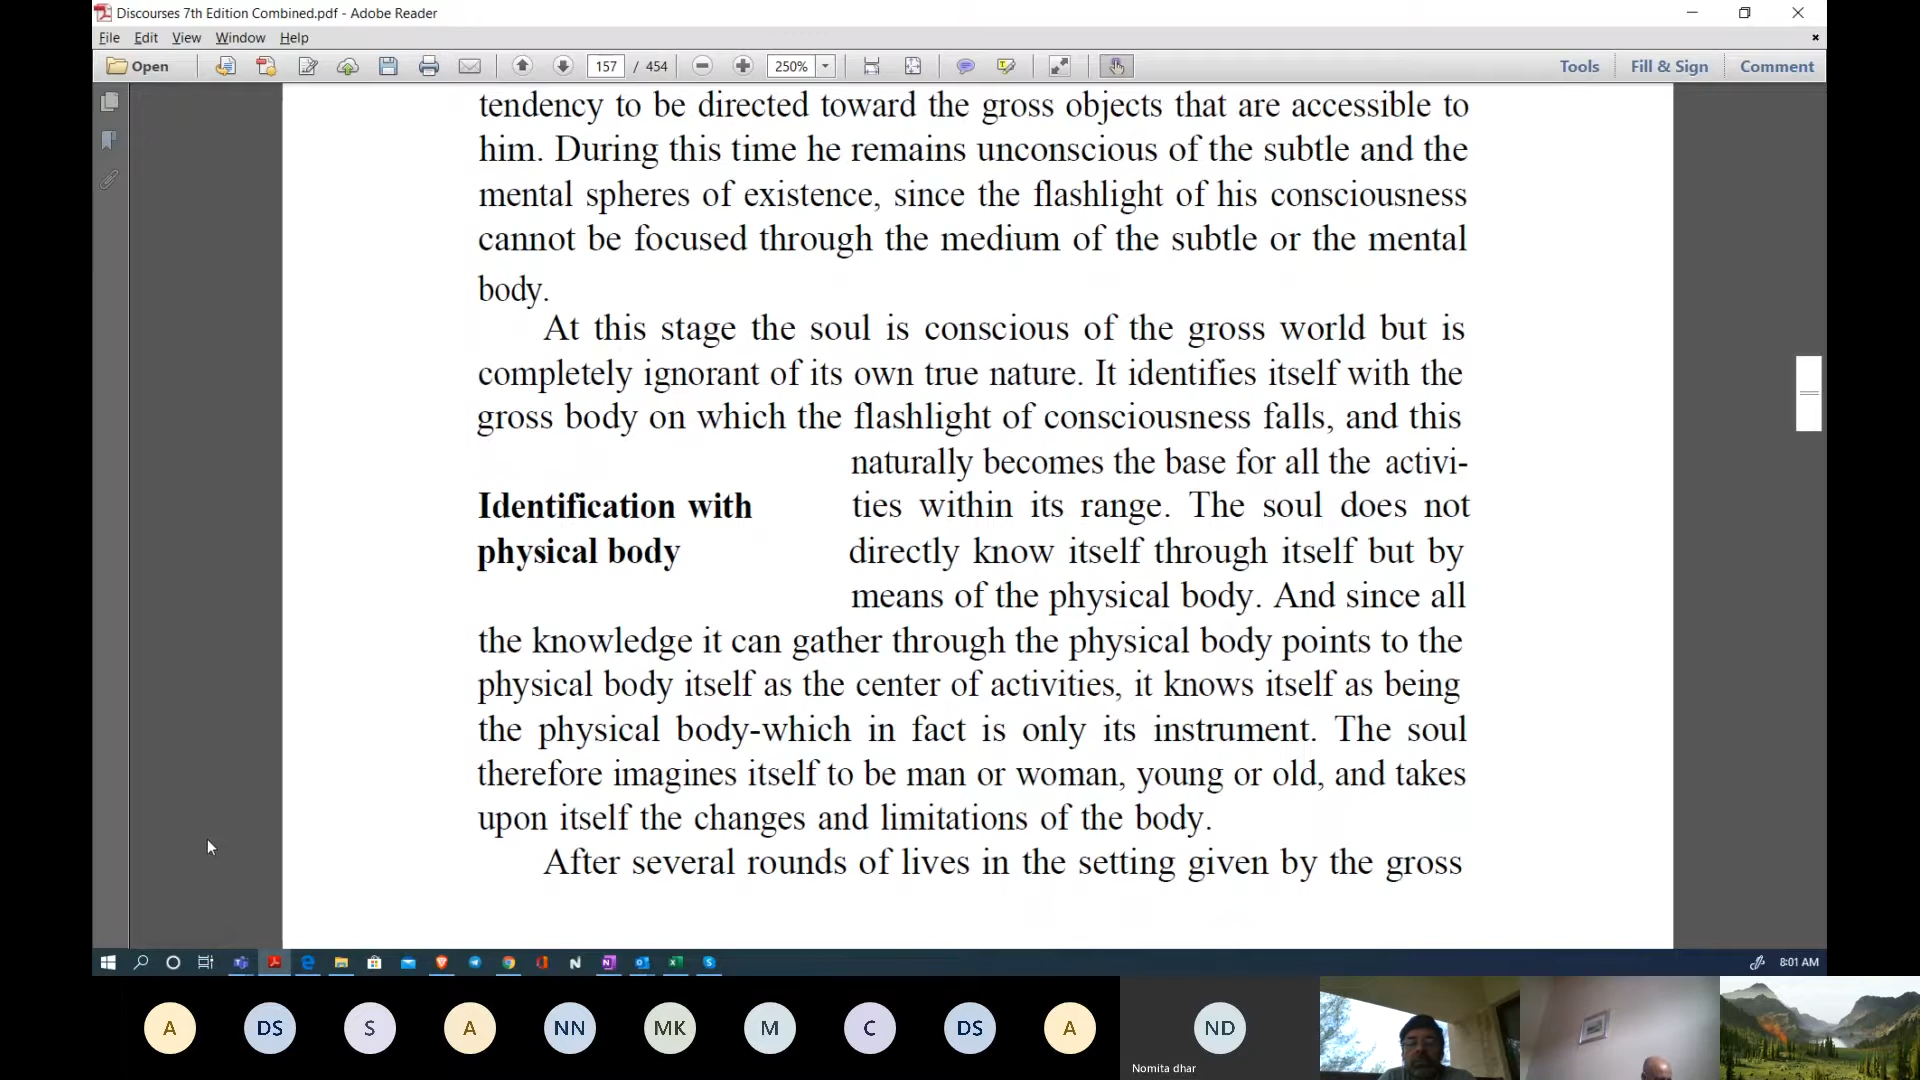 Discourses 7th Edition Combined.pdf - Adobe Reader
File Edit View Window Help
Open 157 / 454 250% Tools Fill & Sign Comment
tendency to be directed toward the gross objects that are accessible to
him. During this time he remains unconscious of the subtle and the
mental spheres of existence, since the flashlight of his consciousness
cannot be focused through the medium of the subtle or the mental
body.
At this stage the soul is conscious of the gross world but is
completely ignorant of its own true nature. It identifies itself with the
gross body on which the flashlight of consciousness falls, and this
naturally becomes the base for all the activi-
Identification with
physical body
ties within its range. The soul does not
directly know itself through itself but by
means of the physical body. And since all
the knowledge it can gather through the physical body points to the
physical body itself as the center of activities, it knows itself as being
the physical body-which in fact is only its instrument. The soul
therefore imagines itself to be man or woman, young or old, and takes
upon itself the changes and limitations of the body.
After several rounds of lives in the setting given by the gross
8:01 AM
A DS S A NN MK M C DS A ND
Nomita dhar